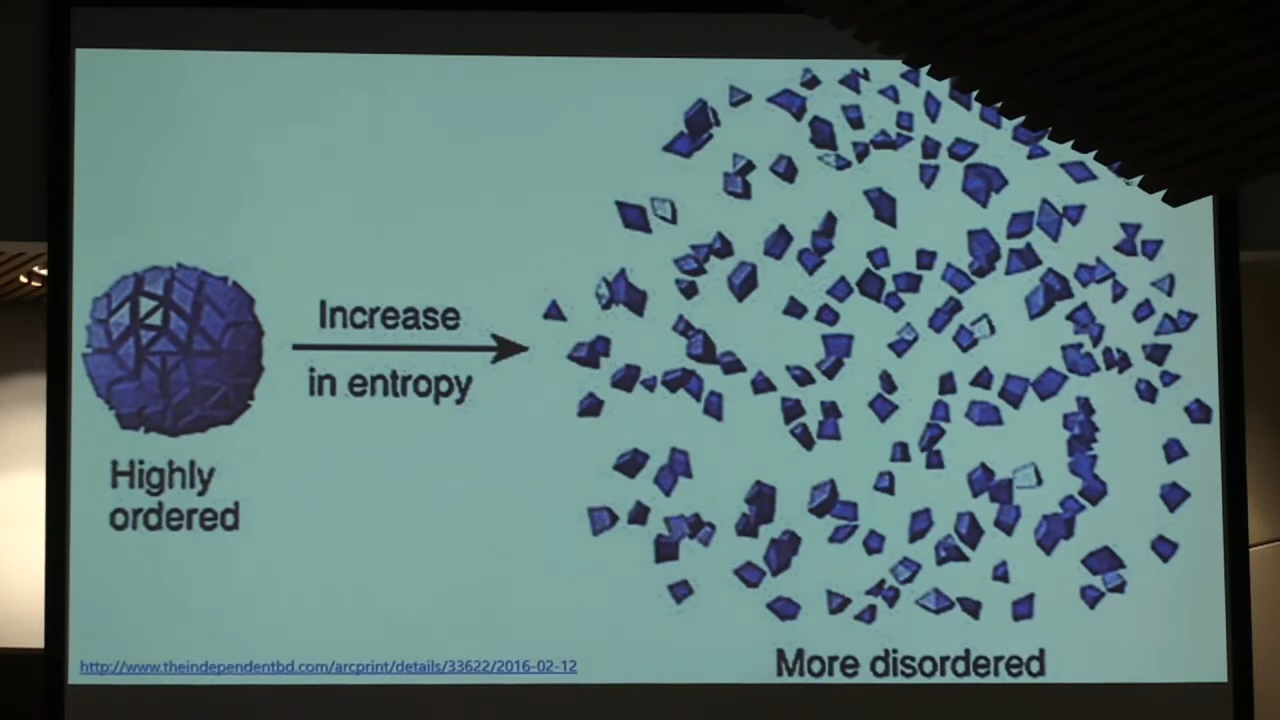 Increase
in entropy
Highly
ordered
More disordered
http://www.theindependentbd.com/arcprint/details/33622/2016-02-12